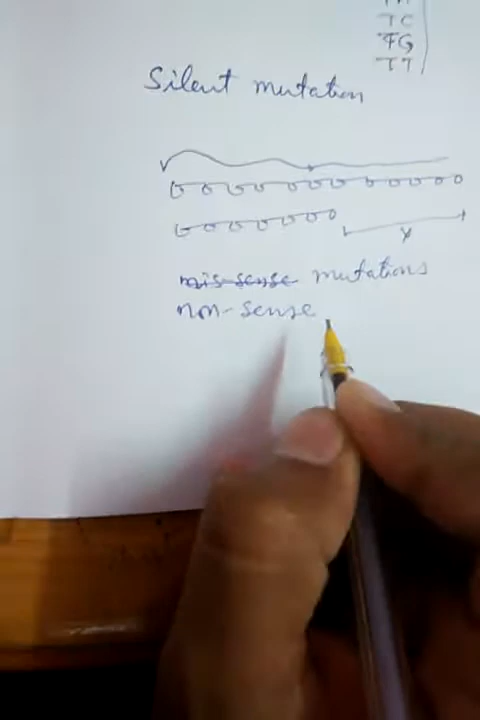 TC
TG
TT
Silent mutation
x
mis-sense mutations
non-sense